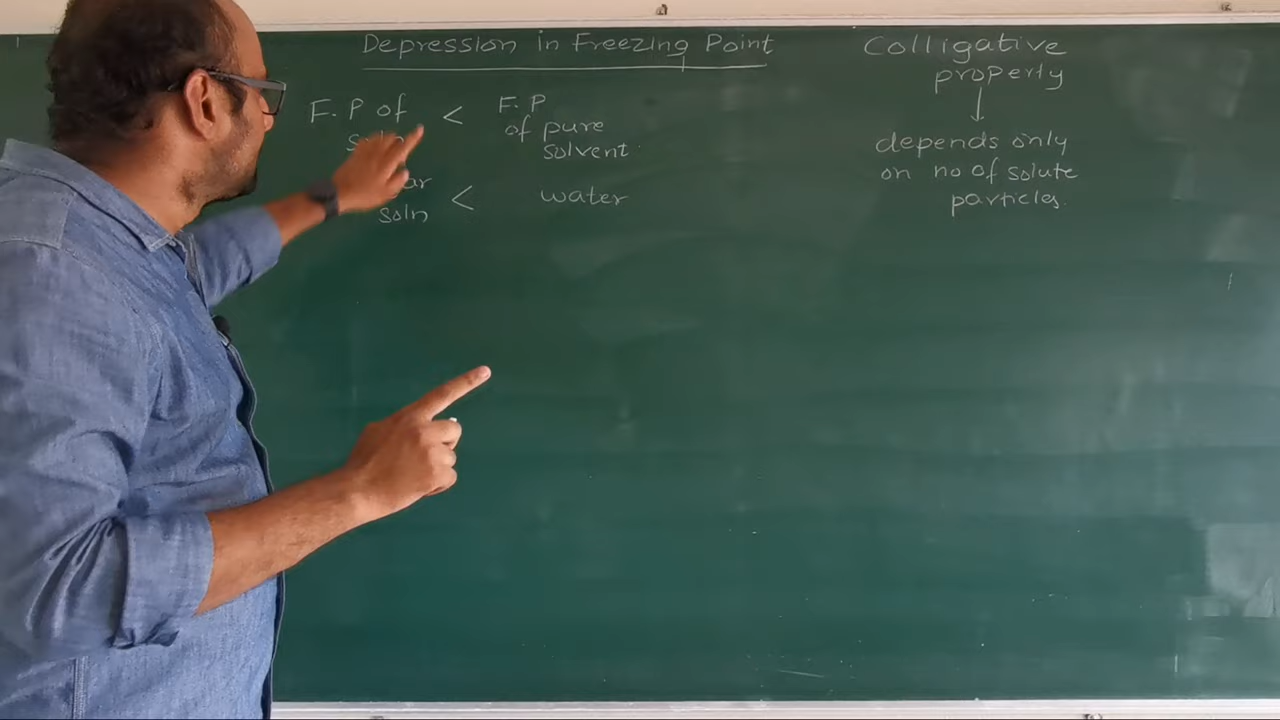 Depression in Freezing Point
F.P of < F.P
of pure
solvent
soln < water
Colligative
property
↓
depends only
on no of solute
particles.